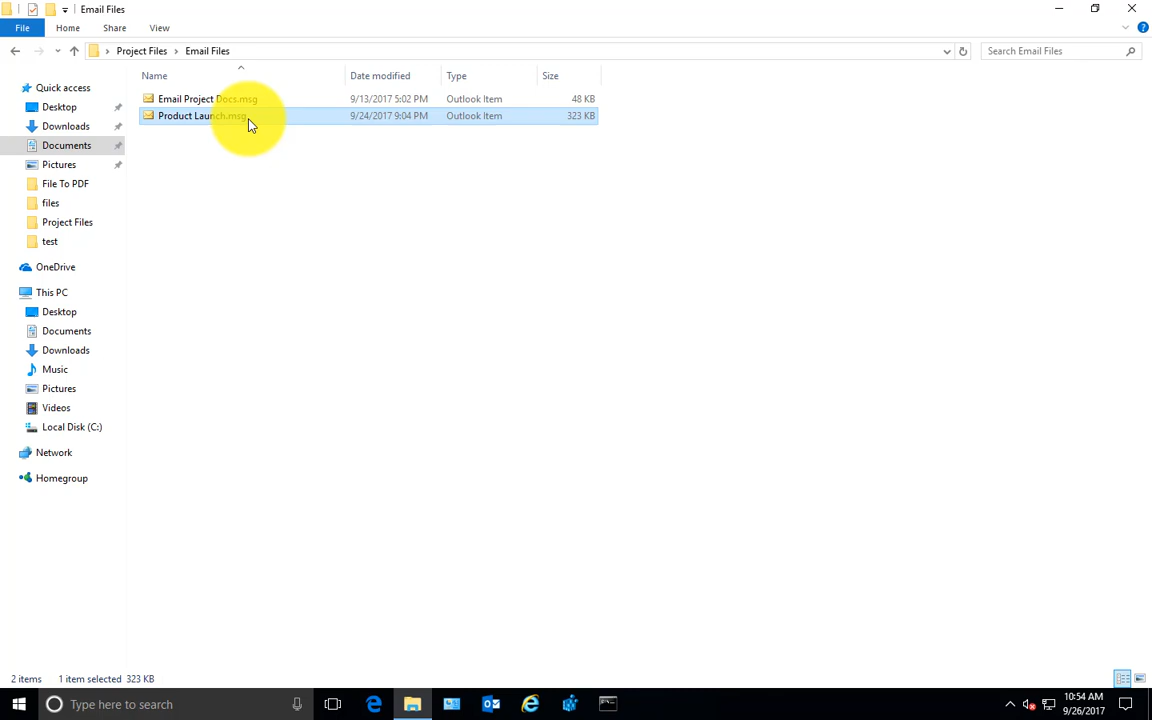 Email Files
File Home Share View
Project Files Email Files Search Email Files
Name Date modified Type Size
Email Project Docs.msg 9/13/2017 5:02 PM Outlook Item 48 KB
Product Launch.msg 9/24/2017 9:04 PM Outlook Item 323 KB
Quick access
Desktop
Downloads
Documents
Pictures
File To PDF
files
Project Files
test
OneDrive
This PC
Desktop
Documents
Downloads
Music
Pictures
Videos
Local Disk (C:)
Network
Homegroup
2 items 1 item selected 323 KB
Type here to search
10:54 AM
9/26/2017